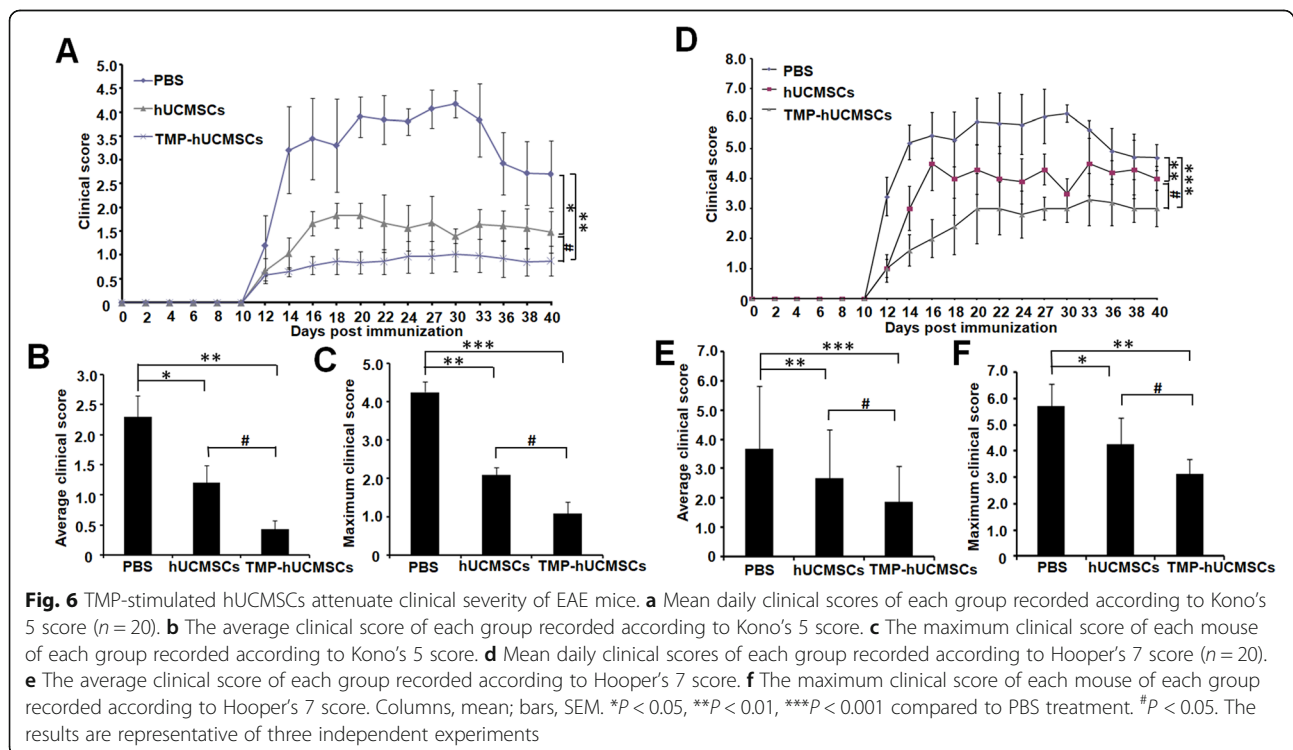 A
PBS
hUCMSCs
TMP-hUCMSCs
Clinical score
5.0
4.5
4.0
3.5
3.0
2.5
2.0
1.5
1.0
0.5
0
0 2 4 6 8 10 12 14 16 18 20 22 24 27 30 33 36 38 40
Days post immunization
*
**
#
D
PBS
hUCMSCs
TMP-hUCMSCs
Clinical score
8.0
7.0
6.0
5.0
4.0
3.0
2.0
1.0
0
0 2 4 6 8 10 12 14 16 18 20 22 24 27 30 33 36 38 40
Days post immunization
**
***
#
B
Average clinical score
3.0
2.5
2.0
1.5
1.0
0.5
0
**
*
#
PBS hUCMSCs TMP-hUCMSCs
C
Maximum clinical score
5.0
4.0
3.0
2.0
1.0
0
***
**
#
PBS hUCMSCs TMP-hUCMSCs
E
Average clinical score
7.0
6.0
5.0
4.0
3.0
2.0
1.0
0
***
**
#
PBS hUCMSCs TMP-hUCMSCs
F
Maximum clinical score
8.0
7.0
6.0
5.0
4.0
3.0
2.0
1.0
0
**
*
#
PBS hUCMSCs TMP-hUCMSCs
Fig. 6 TMP-stimulated hUCMSCs attenuate clinical severity of EAE mice. a Mean daily clinical scores of each group recorded according to Kono's
5 score (n = 20). b The average clinical score of each group recorded according to Kono's 5 score. c The maximum clinical score of each mouse
of each group recorded according to Kono's 5 score. d Mean daily clinical scores of each group recorded according to Hooper's 7 score (n = 20).
e The average clinical score of each group recorded according to Hooper's 7 score. f The maximum clinical score of each mouse of each group
recorded according to Hooper's 7 score. Columns, mean; bars, SEM. *P < 0.05, **P < 0.01, ***P < 0.001 compared to PBS treatment. #P < 0.05. The
results are representative of three independent experiments